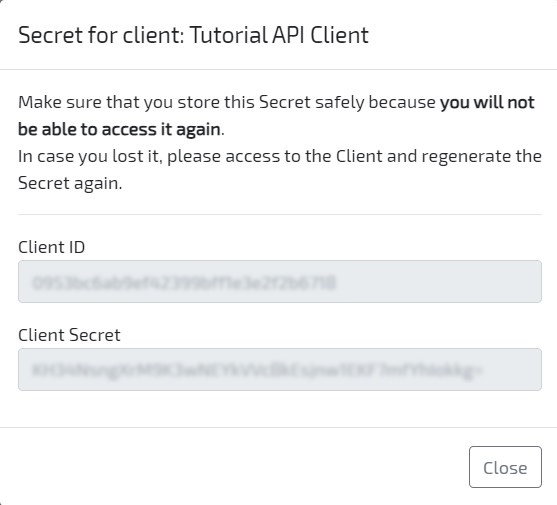 Secret for client: Tutorial API Client
Make sure that you store this Secret safely because you will not
be able to access it again.
In case you lost it, please access to the Client and regenerate the
Secret again.
Client ID
Client Secret
Close